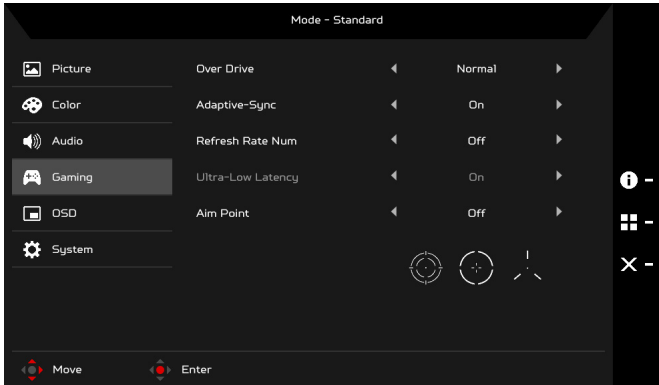 Mode - Standard
Picture
Over Drive Normal
Color
Adaptive-Sync On
Audio
Refresh Rate Num Off
Gaming
Ultra-Low Latency On
OSD
Aim Point Off
System
Move Enter